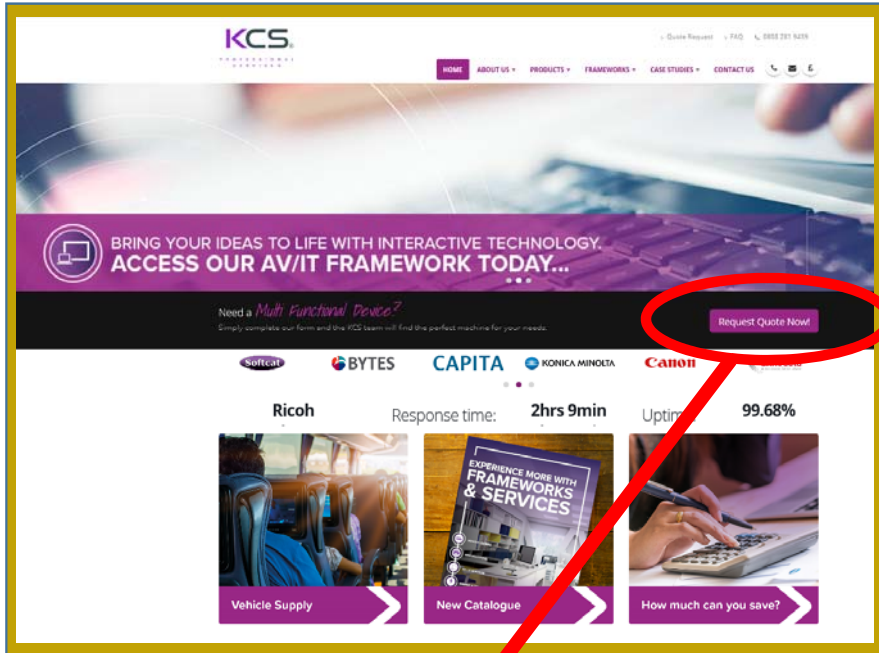 KCS
PROFESSIONAL
SERVICES
Quote Request FAQ
HOME ABOUT US PRODUCTS FRAMEWORKS CASE STUDIES CONTACT US
BRING YOUR IDEAS TO LIFE WITH INTERACTIVE TECHNOLOGY.
ACCESS OUR AV/IT FRAMEWORK TODAY...
Need a Multi Functional Device?
Simply complete our form and the KCS team will find the perfect machine for your needs.
Request Quote Now!
Softcat BYTES CAPITA KONICA MINOLTA Canon
Ricoh Response time: 2hrs 9min 99.68%
EXPERIENCE MORE WITH
FRAMEWORKS
& SERVICES
Vehicle Supply New Catalogue How much can you save?